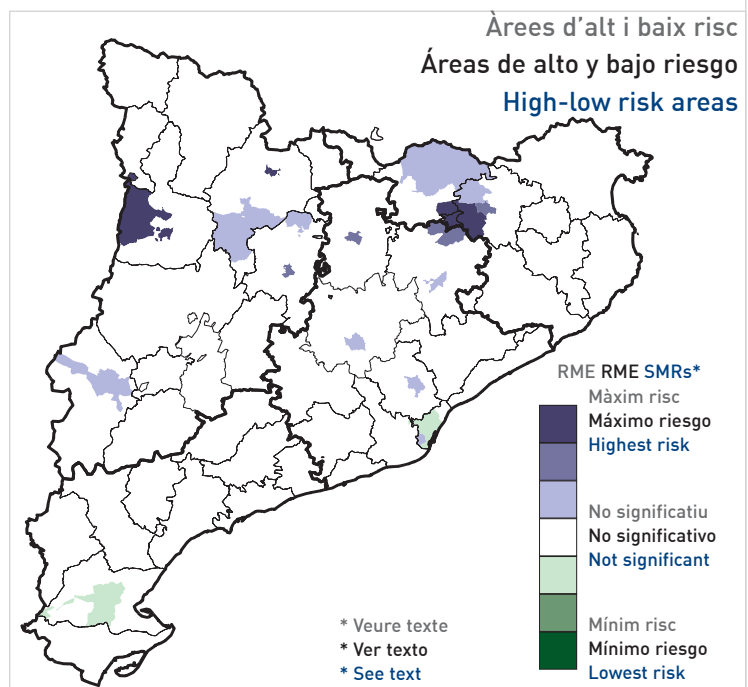 Àrees d'alt i baix risc
Áreas de alto y bajo riesgo
High-low risk areas
RME RME SMRs*
Màxim risc
Máximo riesgo
Highest risk
No significatiu
No significativo
Not significant
Mínim risc
Mínimo riesgo
Lowest risk
* Veure texte
* Ver texto
* See text